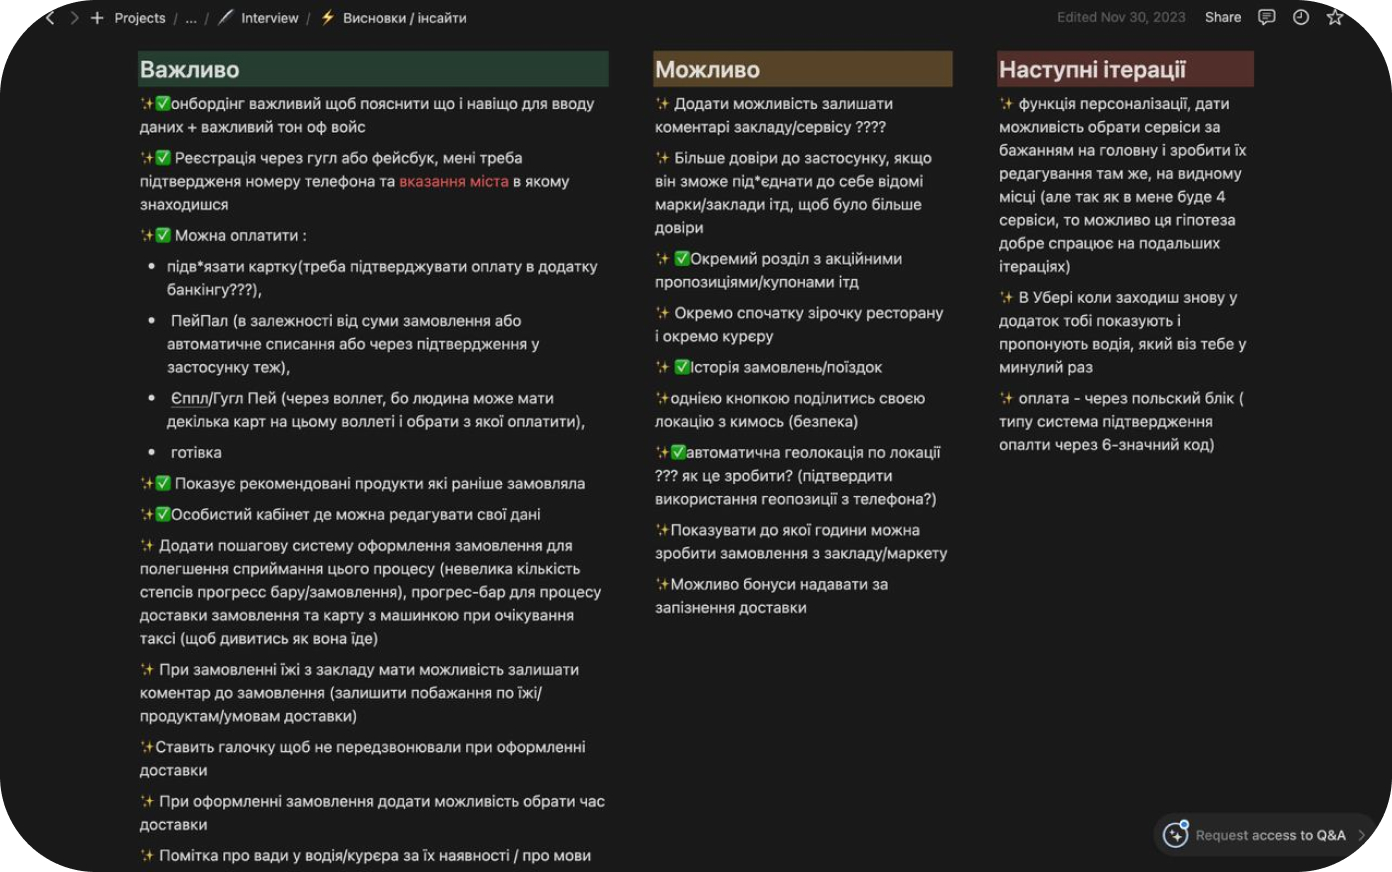 Projects / ... / Interview / Висновки / інсайти
Edited Nov 30, 2023 Share
Важливо
онбордінг важливий щоб пояснити що і навіщо для вводу
даних + важливий тон оф войс
Реєстрація через гугл або фейсбук, мені треба
підтвердженя номеру телефона та вказання міста в якому
знаходишся
Можна оплатити :
• підв*язати картку(треба підтверджувати оплату в додатку
банкінгу???),
• ПейПал (в залежності від суми замовлення або
автоматичне списання або через підтвердження у
застосунку теж),
• Єппл/Гугл Пей (через воллет, бо людина може мати
декілька карт на цьому воллеті і обрати з якої оплатити),
• готівка
Показує рекомендовані продукти які раніше замовляла
Особистий кабінет де можна редагувати свої дані
Додати пошагову систему оформлення замовлення для
полегшення сприймання цього процесу (невелика кількість
степсів прогресс бару/замовлення), прогрес-бар для процесу
доставки замовлення та карту з машинкою при очікування
таксі (щоб дивитись як вона їде)
При замовленні їжі з закладу мати можливість залишати
коментар до замовлення (залишити побажання по їжі/
продуктам/умовам доставки)
Ставить галочку щоб не передзвонювали при оформленні
доставки
При оформленні замовлення додати можливість обрати час
доставки
Помітка про вади у водія/курєра за їх наявності / про мови
Можливо
Додати можливість залишати
коментарі закладу/сервісу ????
Більше довіри до застосунку, якщо
він зможе під*єднати до себе відомі
марки/заклади ітд, щоб було більше
довіри
Окремий розділ з акційними
пропозиціями/купонами ітд
Окремо спочатку зірочку ресторану
і окремо курєру
Історія замовлень/поїздок
однією кнопкою поділитись своєю
локацію з кимось (безпека)
автоматична геолокація по локації
??? як це зробити? (підтвердити
використання геопозиції з телефона?)
Показувати до якої години можна
зробити замовлення з закладу/маркету
Можливо бонуси надавати за
запізнення доставки
Наступні ітерації
функція персоналізації, дати
можливість обрати сервіси за
бажанням на головну і зробити їх
редагування там же, на видному
місці (але так як в мене буде 4
сервіси, то можливо ця гіпотеза
добре спрацює на подальших
ітераціях)
В Убері коли заходиш знову у
додаток тобі показують і
пропонують водія, який віз тебе у
минулий раз
оплата - через польский блік (
типу система підтвердження
опалти через 6-значний код)
Request access to Q&A